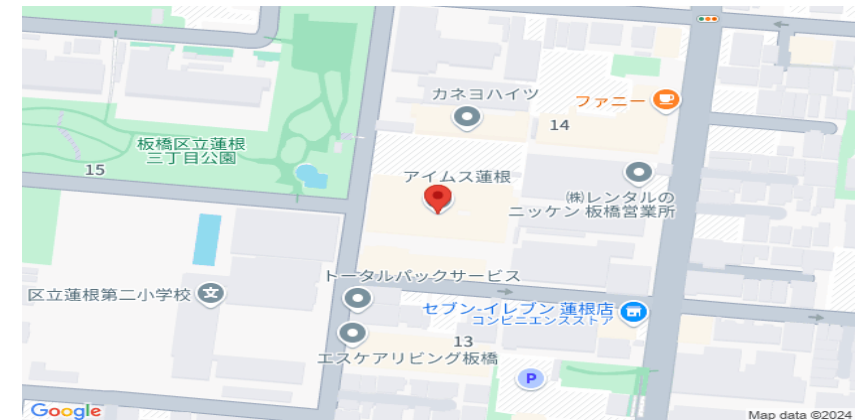 カネヨハイツ
ファニー
14
板橋区立蓮根
三丁目公園
15
アイムス蓮根
㈱レンタルの
ニッケン 板橋営業所
トータルパックサービス
区立蓮根第二小学校
文
セブン-イレブン 蓮根店
コンビニエンスストア
13
エスケアリビング板橋
P
Google
Map data ©2024